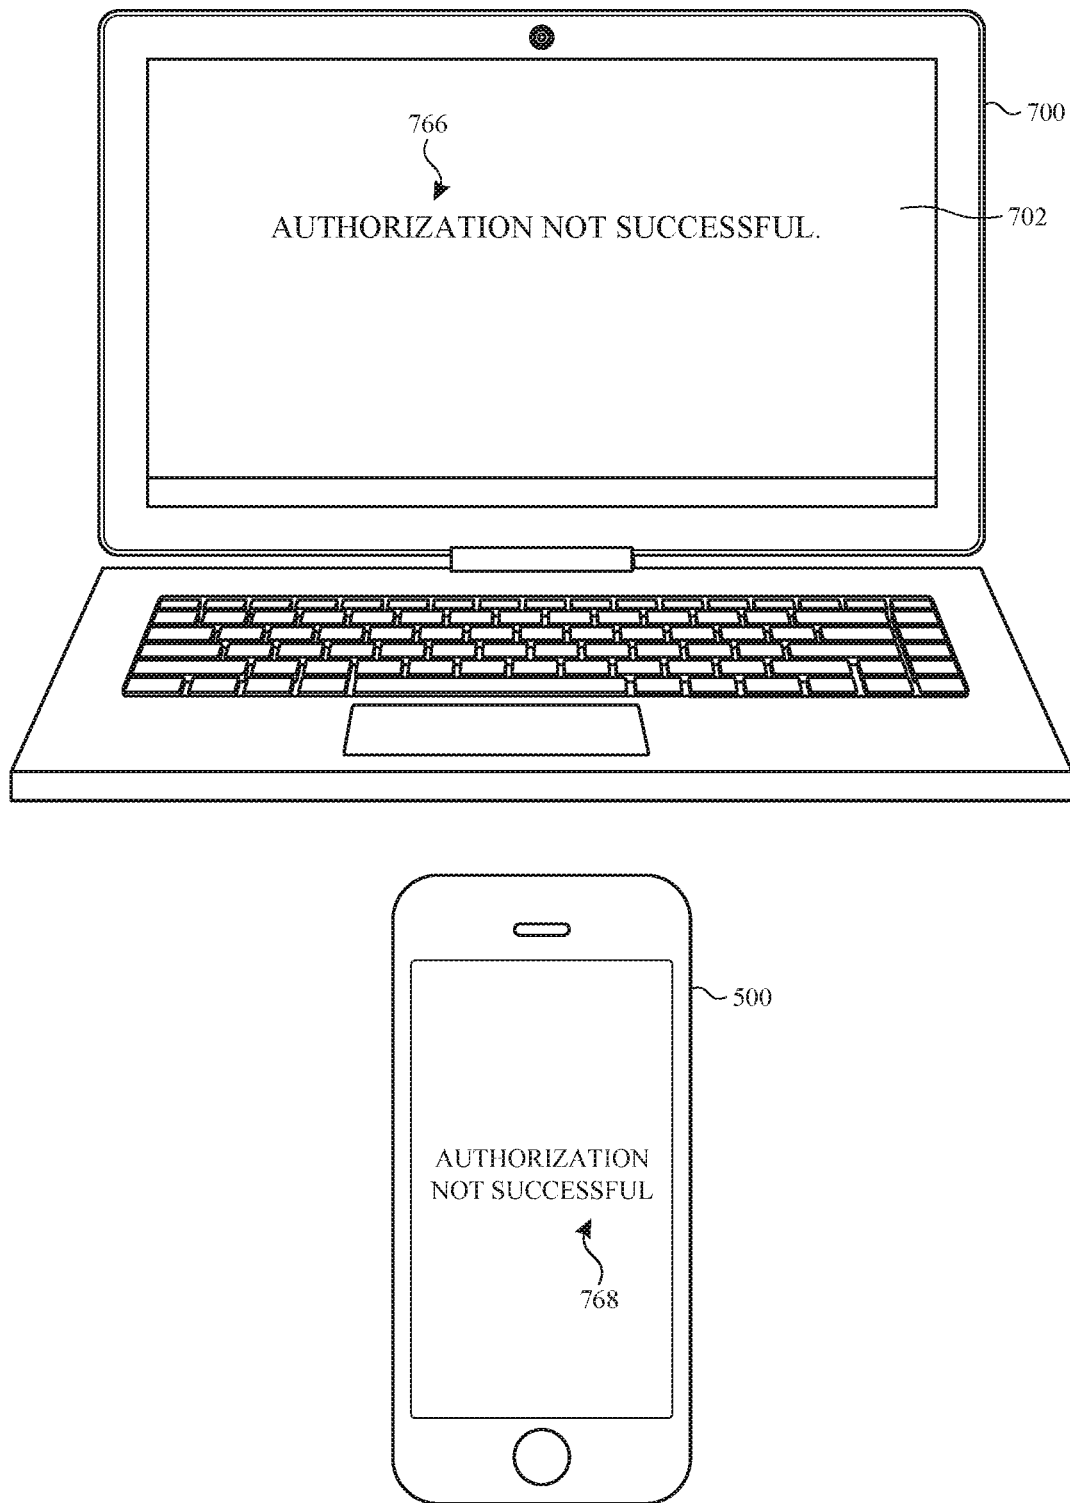 700
766
702
AUTHORIZATION NOT SUCCESSFUL.
500
AUTHORIZATION
NOT SUCCESSFUL
768